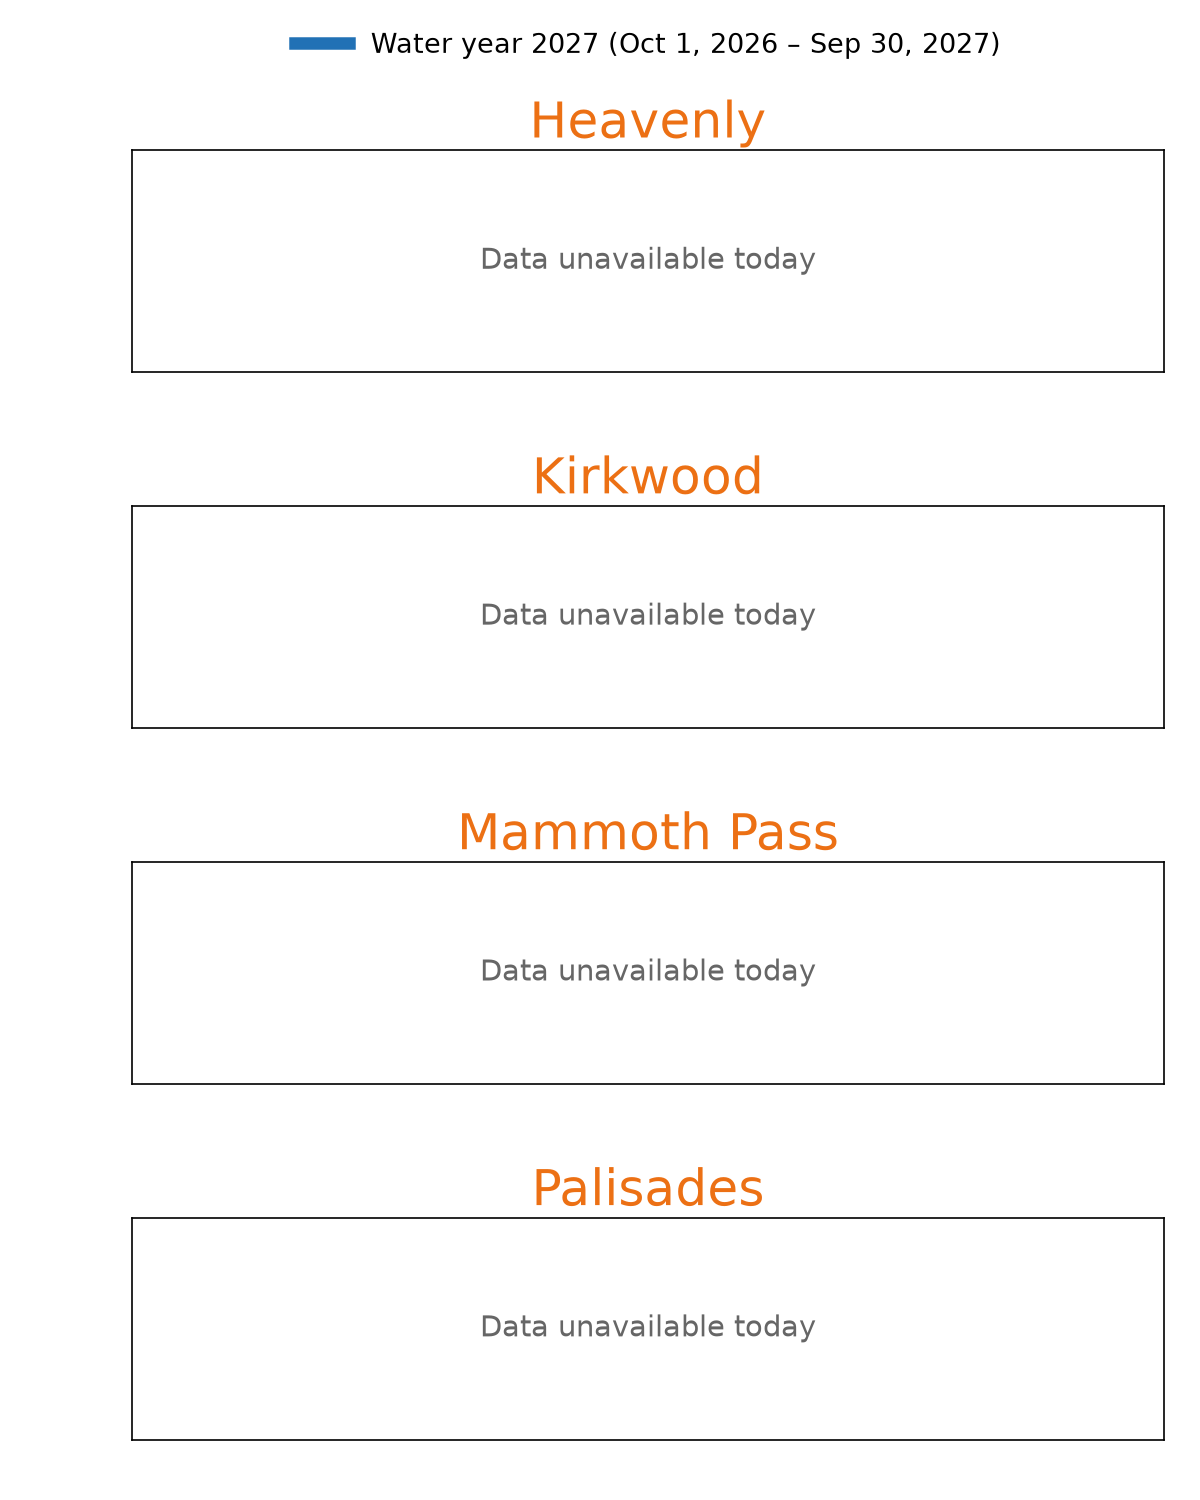 Water year 2027 (Oct 1, 2026 – Sep 30, 2027)
Heavenly
Data unavailable today
Kirkwood
Data unavailable today
Mammoth Pass
Data unavailable today
Palisades
Data unavailable today